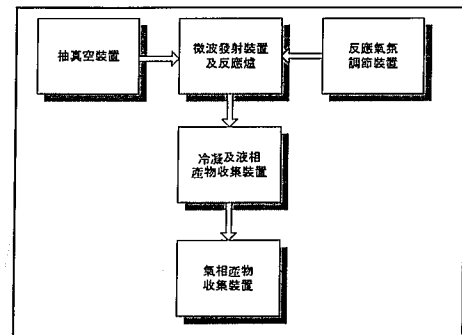 抽真空裝置
微波發射裝置
及反應爐
反應氣氛
調節裝置
冷凝及液相
產物收集裝置
氣相產物
收集裝置